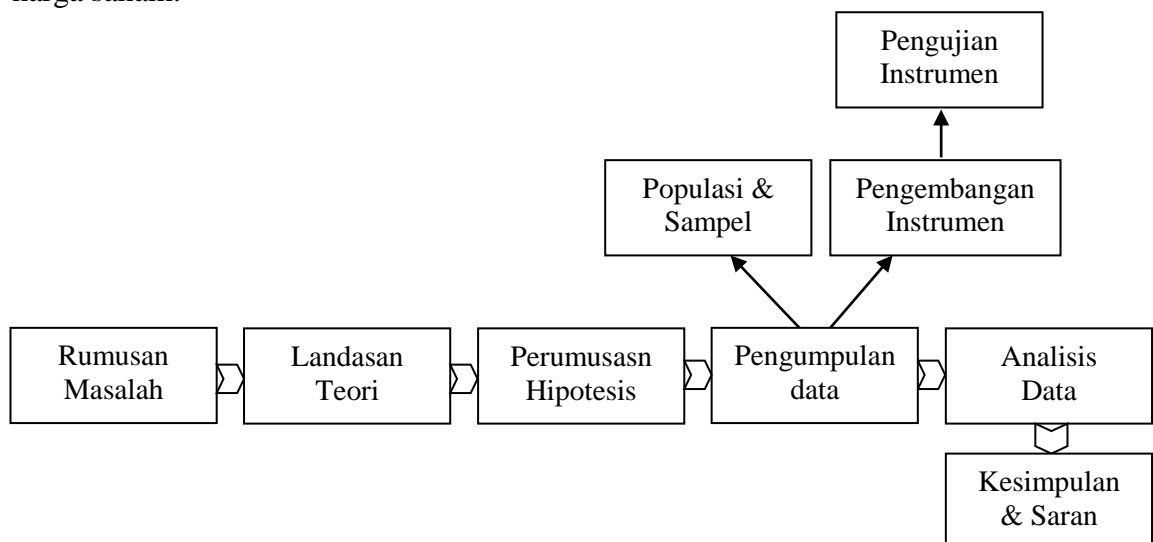 harga saham.
Pengujian
Instrumen
Populasi &
Sampel
Pengembangan
Instrumen
Rumusan
Masalah
Landasan
Teori
Perumusasn
Hipotesis
Pengumpulan
data
Analisis
Data
Kesimpulan
& Saran